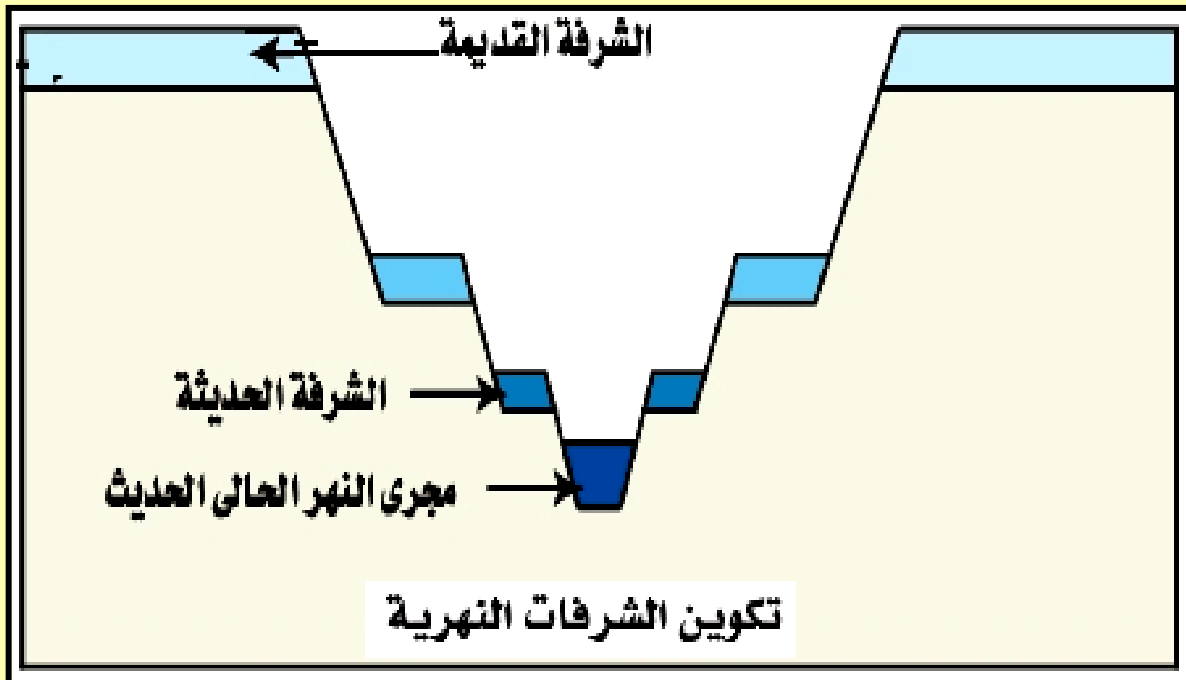 الشرفة القديمة
الشرفة الحديثة
مجرى النهر الحالى الحديث
تكوين الشرفات النهرية